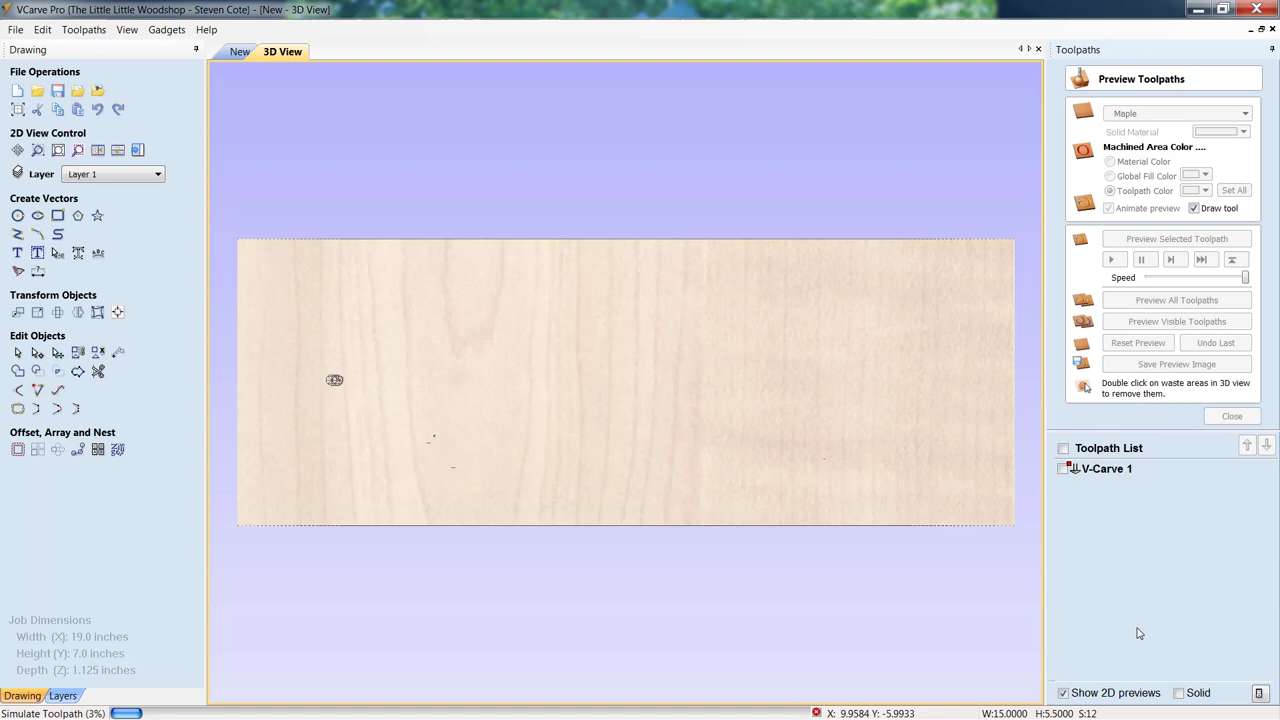 VCarve Pro (The Little Little Woodshop - Steven Cote) - [New - 3D View]
File Edit Toolpaths View Gadgets Help
Drawing
New
3D View
Toolpaths
File Operations
2D View Control
Layer
Layer 1
Create Vectors
Transform Objects
Edit Objects
Offset, Array and Nest
Job Dimensions
Width (X): 19.0 inches
Height (Y): 7.0 inches
Depth (Z): 1.125 inches
Drawing
Layers
Preview Toolpaths
Maple
Solid Material
Machined Area Color ....
Material Color
Global Fill Color
Toolpath Color
Set All
Animate preview
Draw tool
Preview Selected Toolpath
Speed
Preview All Toolpaths
Preview Visible Toolpaths
Reset Preview
Undo Last
Save Preview Image
Double click on waste areas in 3D view
to remove them.
Close
Toolpath List
V-Carve 1
Show 2D previews
Solid
Simulate Toolpath (3%)
X: 9.9584 Y: -5.9933
W:15.0000 H:5.5000 S:12